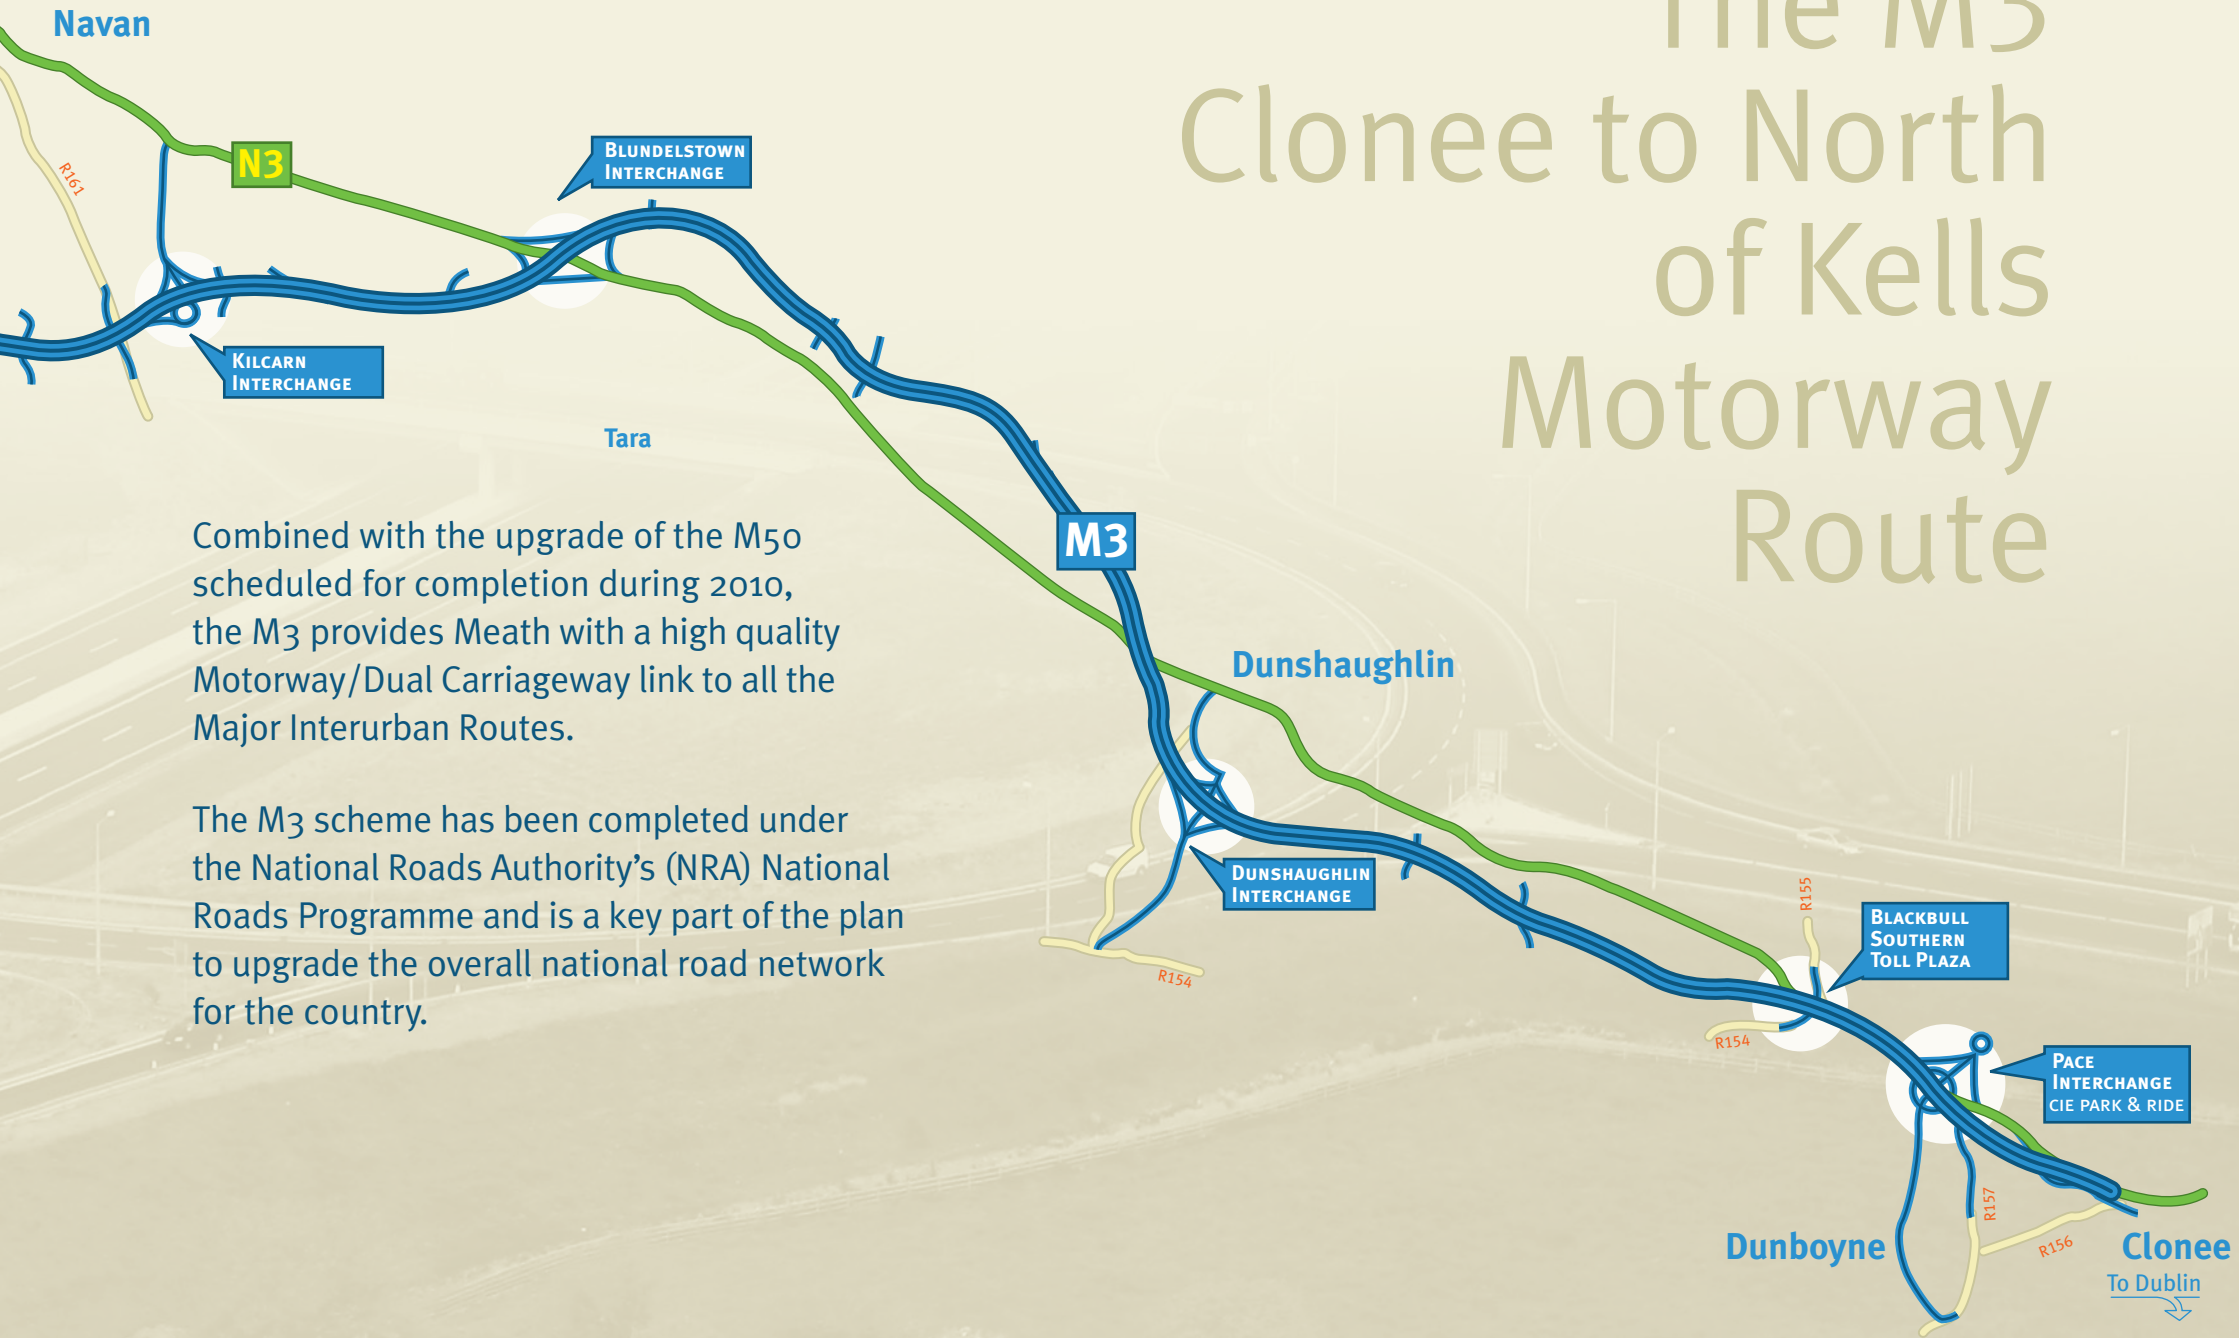 The M3
Clonee to North
of Kells
Motorway
Route
Navan
N3
R161
Blundelstown
Interchange
Kilcarn
Interchange
Tara
M3
Combined with the upgrade of the M50
scheduled for completion during 2010,
the M3 provides Meath with a high quality
Motorway/Dual Carriageway link to all the
Major Interurban Routes.
The M3 scheme has been completed under
the National Roads Authority's (NRA) National
Roads Programme and is a key part of the plan
to upgrade the overall national road network
for the country.
Dunshaughlin
Dunshaughlin
Interchange
R154
R155
Blackbull
Southern
Toll Plaza
R154
Pace
Interchange
CIE PARK & RIDE
R157
R156
Dunboyne
Clonee
To Dublin